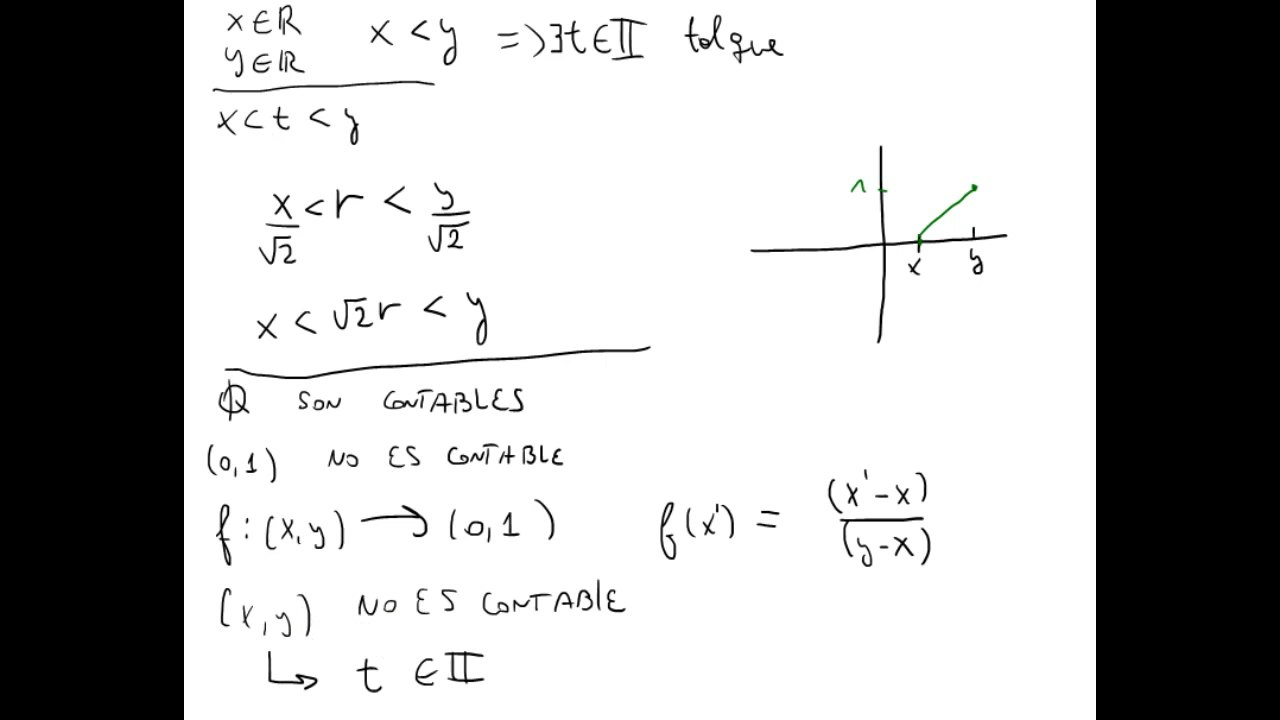 x∈ℝ x < y => ∃t∈𝕀 tal que
y∈ℝ
x < t < y
x/√2 < r < y/√2
x < √2r < y
1
x y
ℚ SON CONTABLES
(0,1) NO ES CONTABLE
f:(x,y) → (0,1) f(x') = (x'-x)/(y-x)
(x,y) NO ES CONTABLE
↳ t ∈ 𝕀